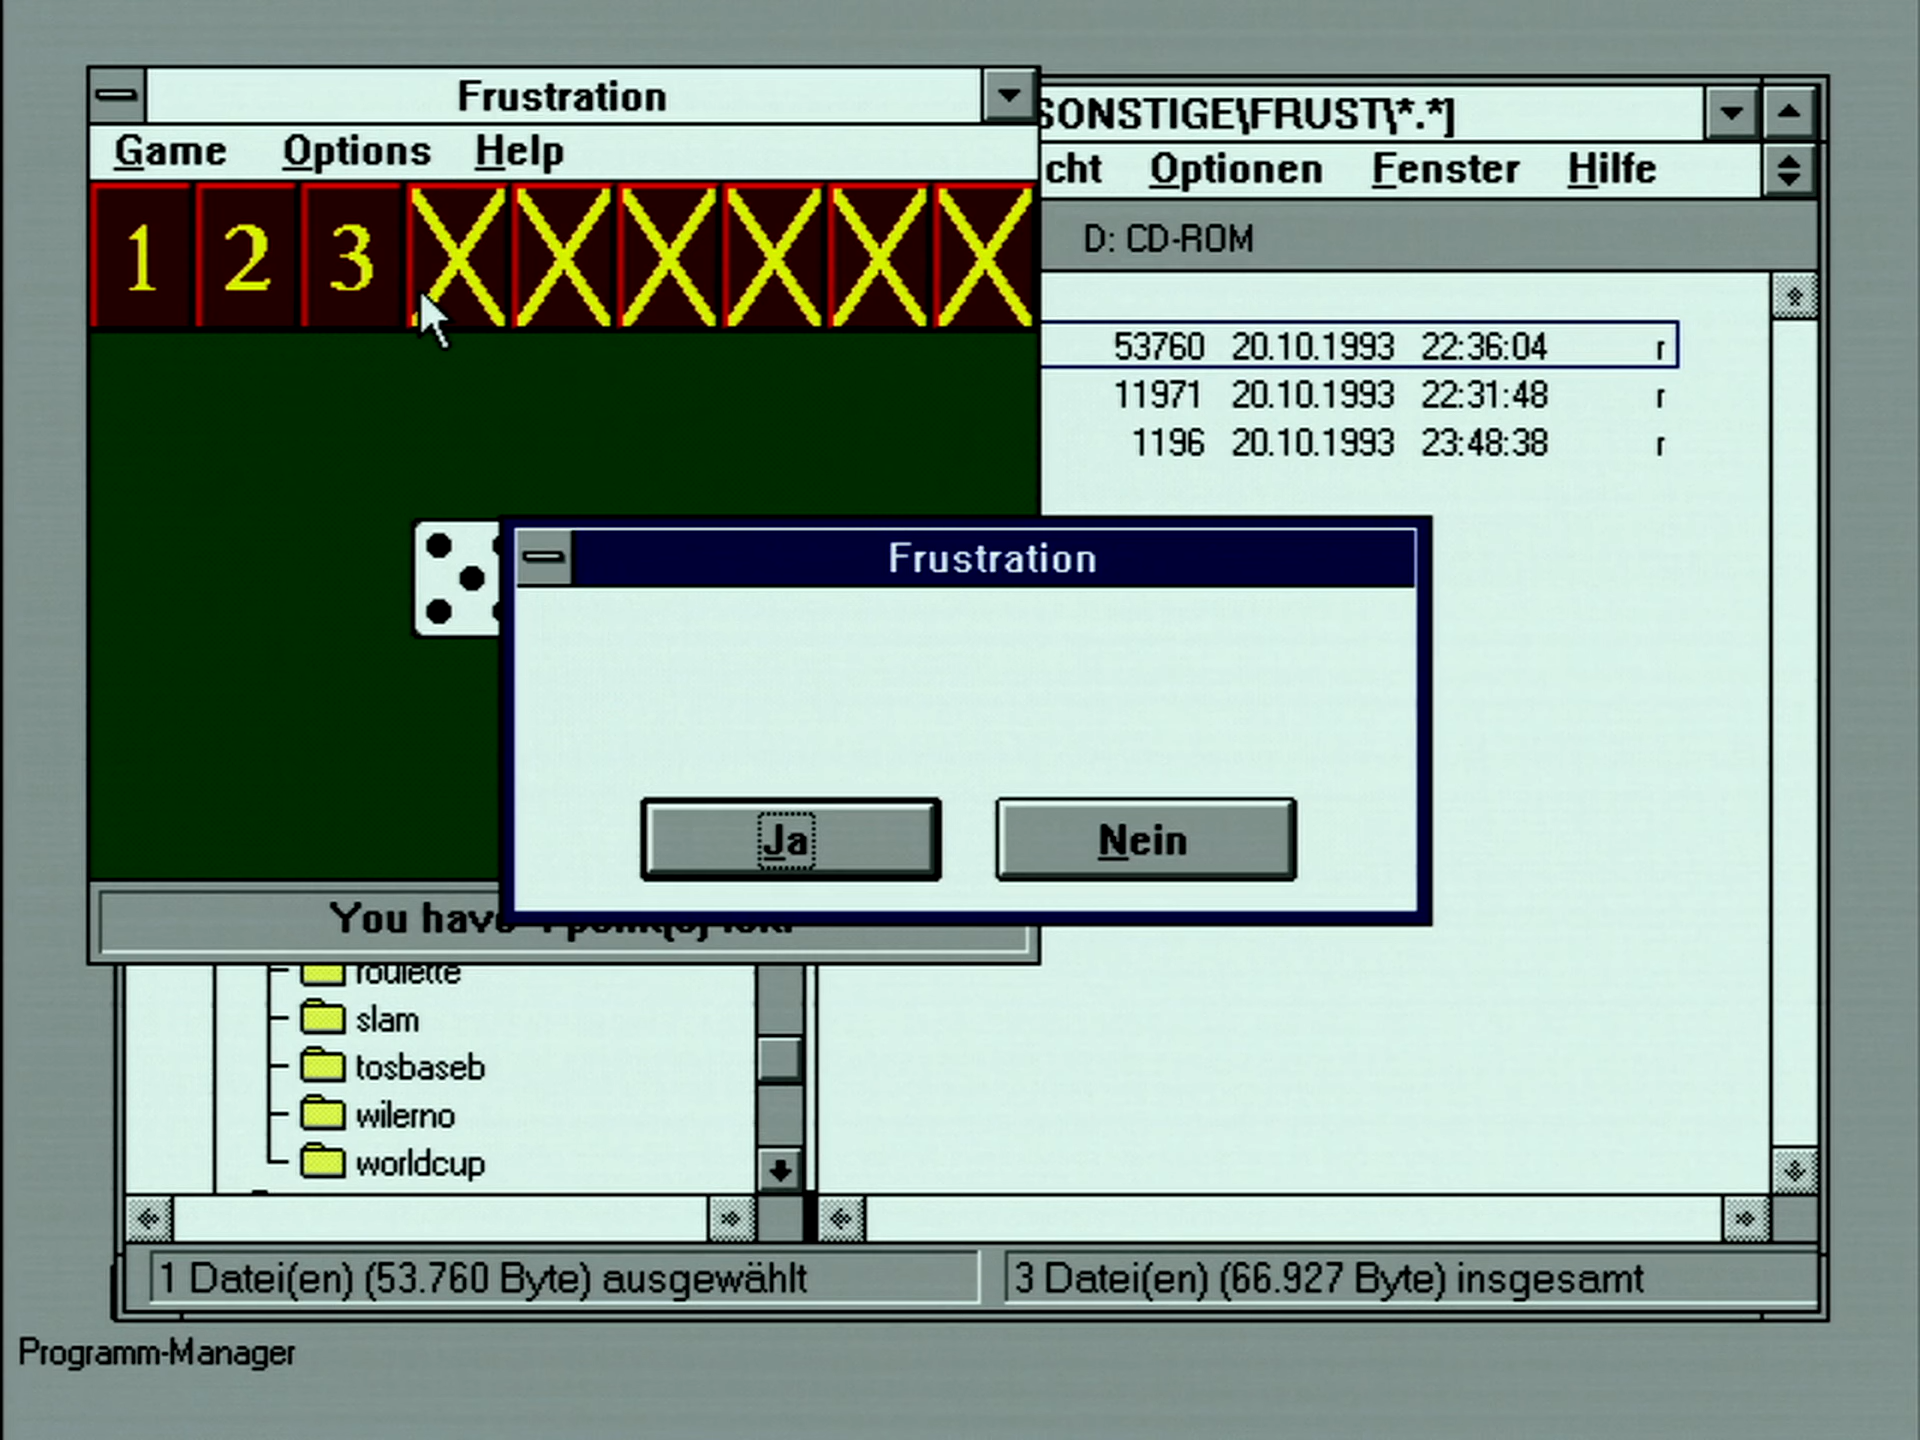 Frustration
SONSTIGE\FRUST\*.*]
Game Options Help
cht Optionen Fenster Hilfe
1 2 3
D: CD-ROM
53760 20.10.1993 22:36:04 r
11971 20.10.1993 22:31:48 r
1196 20.10.1993 23:48:38 r
Frustration
Ja Nein
You have
roulette
slam
tosbaseb
wilerno
worldcup
1 Datei(en) (53.760 Byte) ausgewählt
3 Datei(en) (66.927 Byte) insgesamt
Programm-Manager